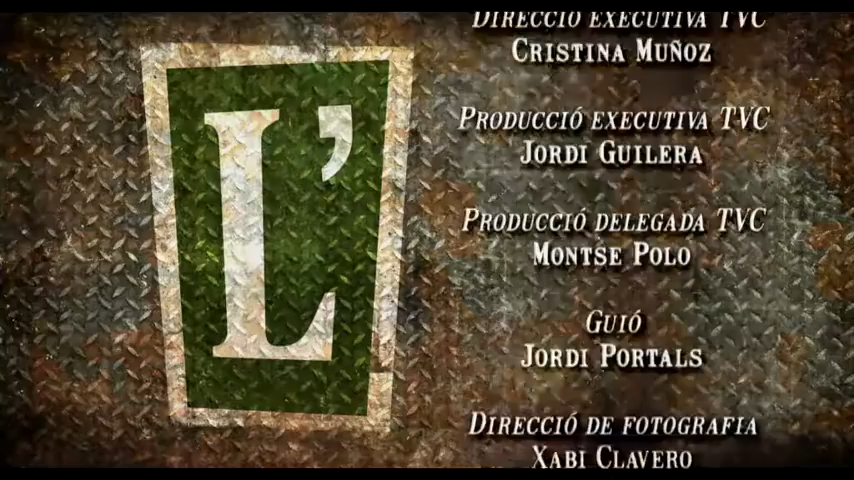 L'
DIRECCIÓ EXECUTIVA TVC
CRISTINA MUÑOZ
PRODUCCIÓ EXECUTIVA TVC
JORDI GUILERA
PRODUCCIÓ DELEGADA TVC
MONTSE POLO
GUIÓ
JORDI PORTALS
DIRECCIÓ DE FOTOGRAFIA
XABI CLAVERO